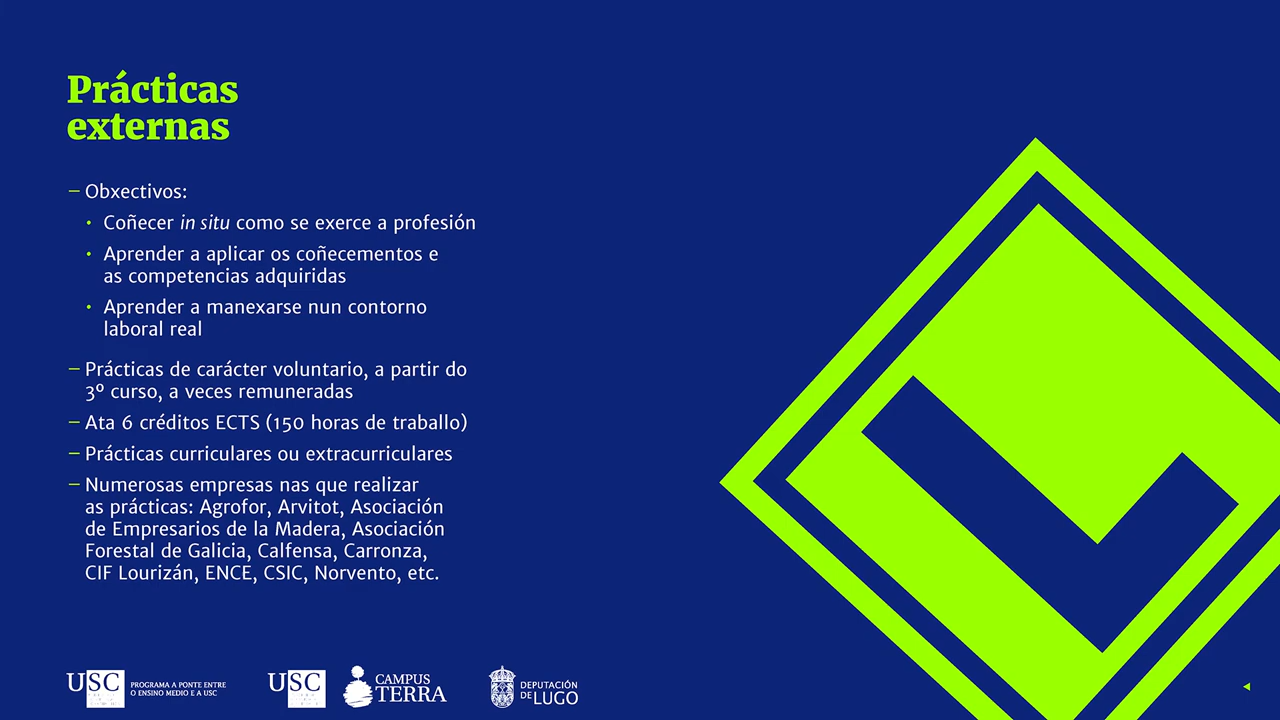 Prácticas
externas
– Obxectivos:
• Coñecer in situ como se exerce a profesión
• Aprender a aplicar os coñecementos e
as competencias adquiridas
• Aprender a manexarse nun contorno
laboral real
– Prácticas de carácter voluntario, a partir do
3º curso, a veces remuneradas
– Ata 6 créditos ECTS (150 horas de traballo)
– Prácticas curriculares ou extracurriculares
– Numerosas empresas nas que realizar
as prácticas: Agrofor, Arvitot, Asociación
de Empresarios de la Madera, Asociación
Forestal de Galicia, Calfensa, Carronza,
CIF Lourizán, ENCE, CSIC, Norvento, etc.
USC
PROGRAMA A PONTE ENTRE
O ENSINO MEDIO E A USC
USC
CAMPUS
TERRA
DEPUTACIÓN
DE LUGO